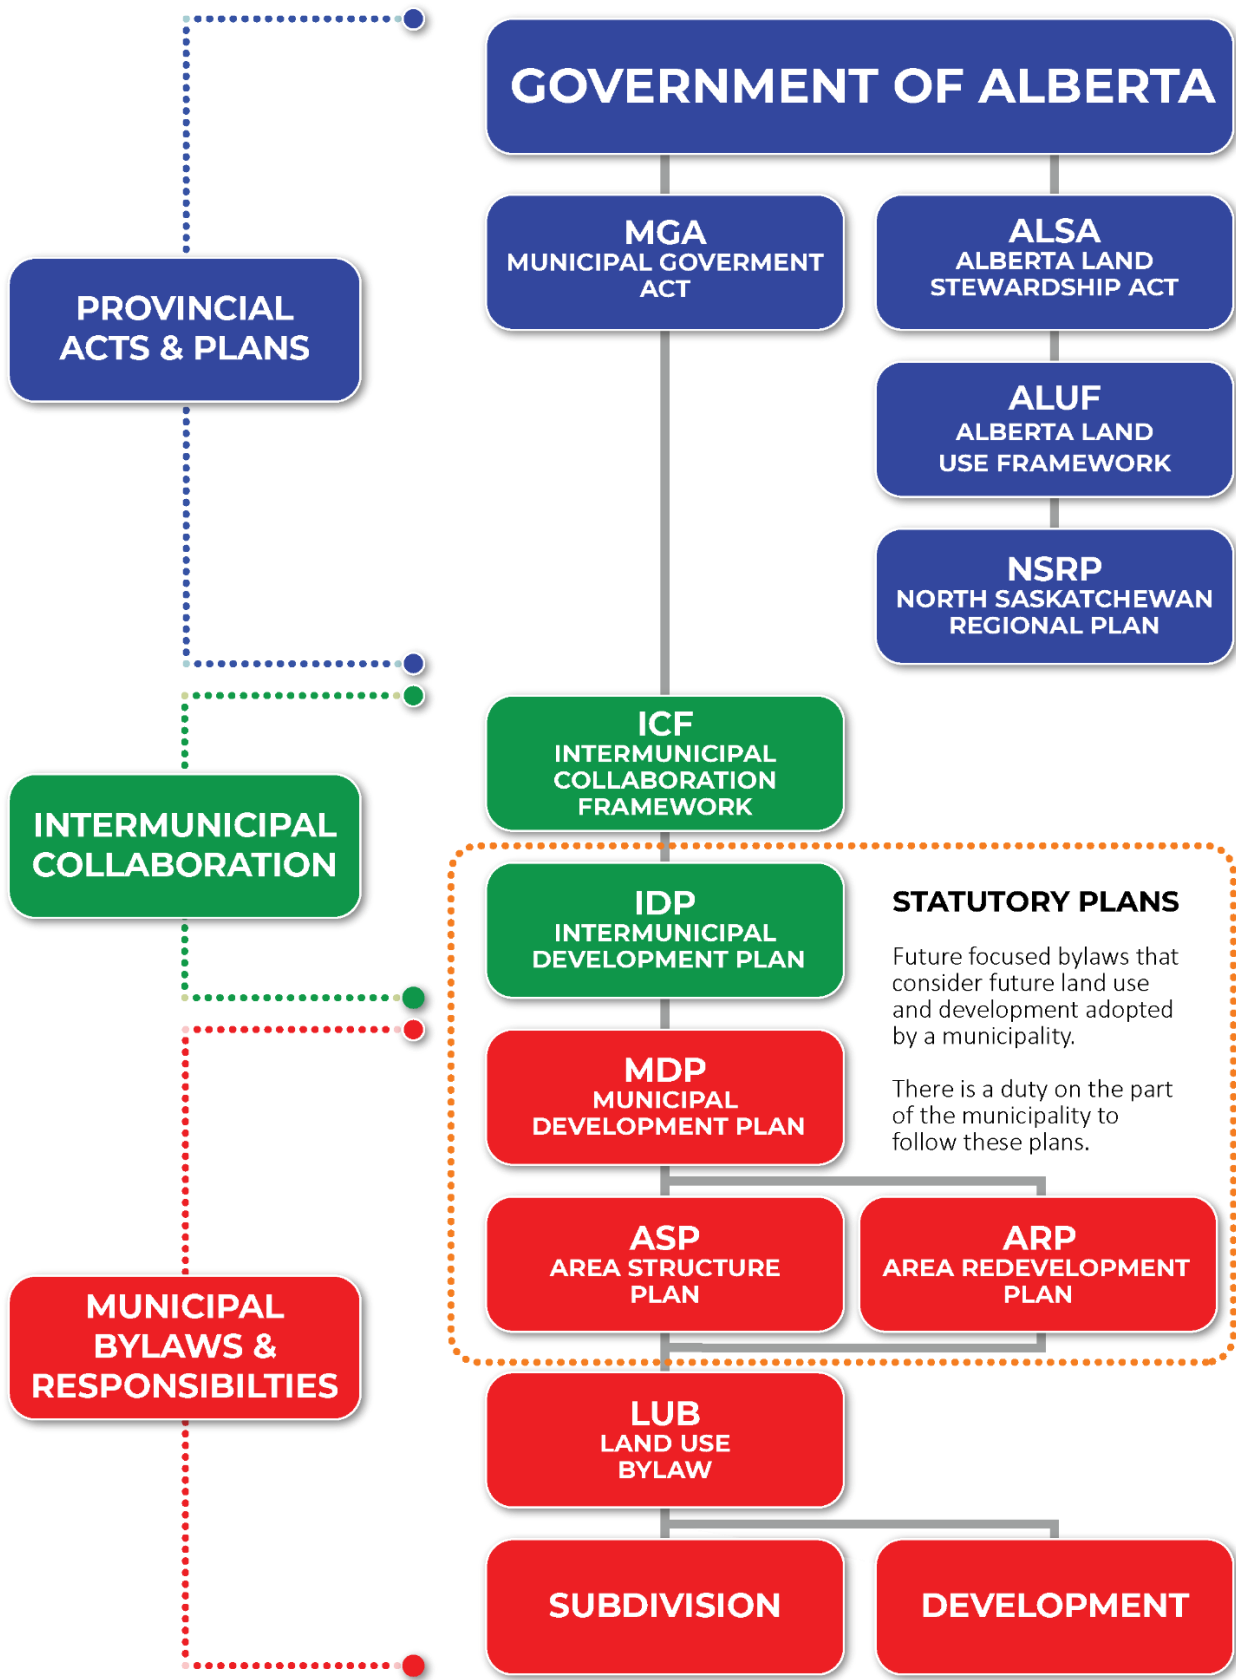 GOVERNMENT OF ALBERTA
MGA
MUNICIPAL GOVERMENT
ACT
ALSA
ALBERTA LAND
STEWARDSHIP ACT
PROVINCIAL
ACTS & PLANS
ALUF
ALBERTA LAND
USE FRAMEWORK
NSRP
NORTH SASKATCHEWAN
REGIONAL PLAN
ICF
INTERMUNICIPAL
COLLABORATION
FRAMEWORK
INTERMUNICIPAL
COLLABORATION
IDP
INTERMUNICIPAL
DEVELOPMENT PLAN
STATUTORY PLANS
Future focused bylaws that
consider future land use
and development adopted
by a municipality.
There is a duty on the part
of the municipality to
follow these plans.
MDP
MUNICIPAL
DEVELOPMENT PLAN
ASP
AREA STRUCTURE
PLAN
ARP
AREA REDEVELOPMENT
PLAN
MUNICIPAL
BYLAWS &
RESPONSIBILTIES
LUB
LAND USE
BYLAW
SUBDIVISION
DEVELOPMENT